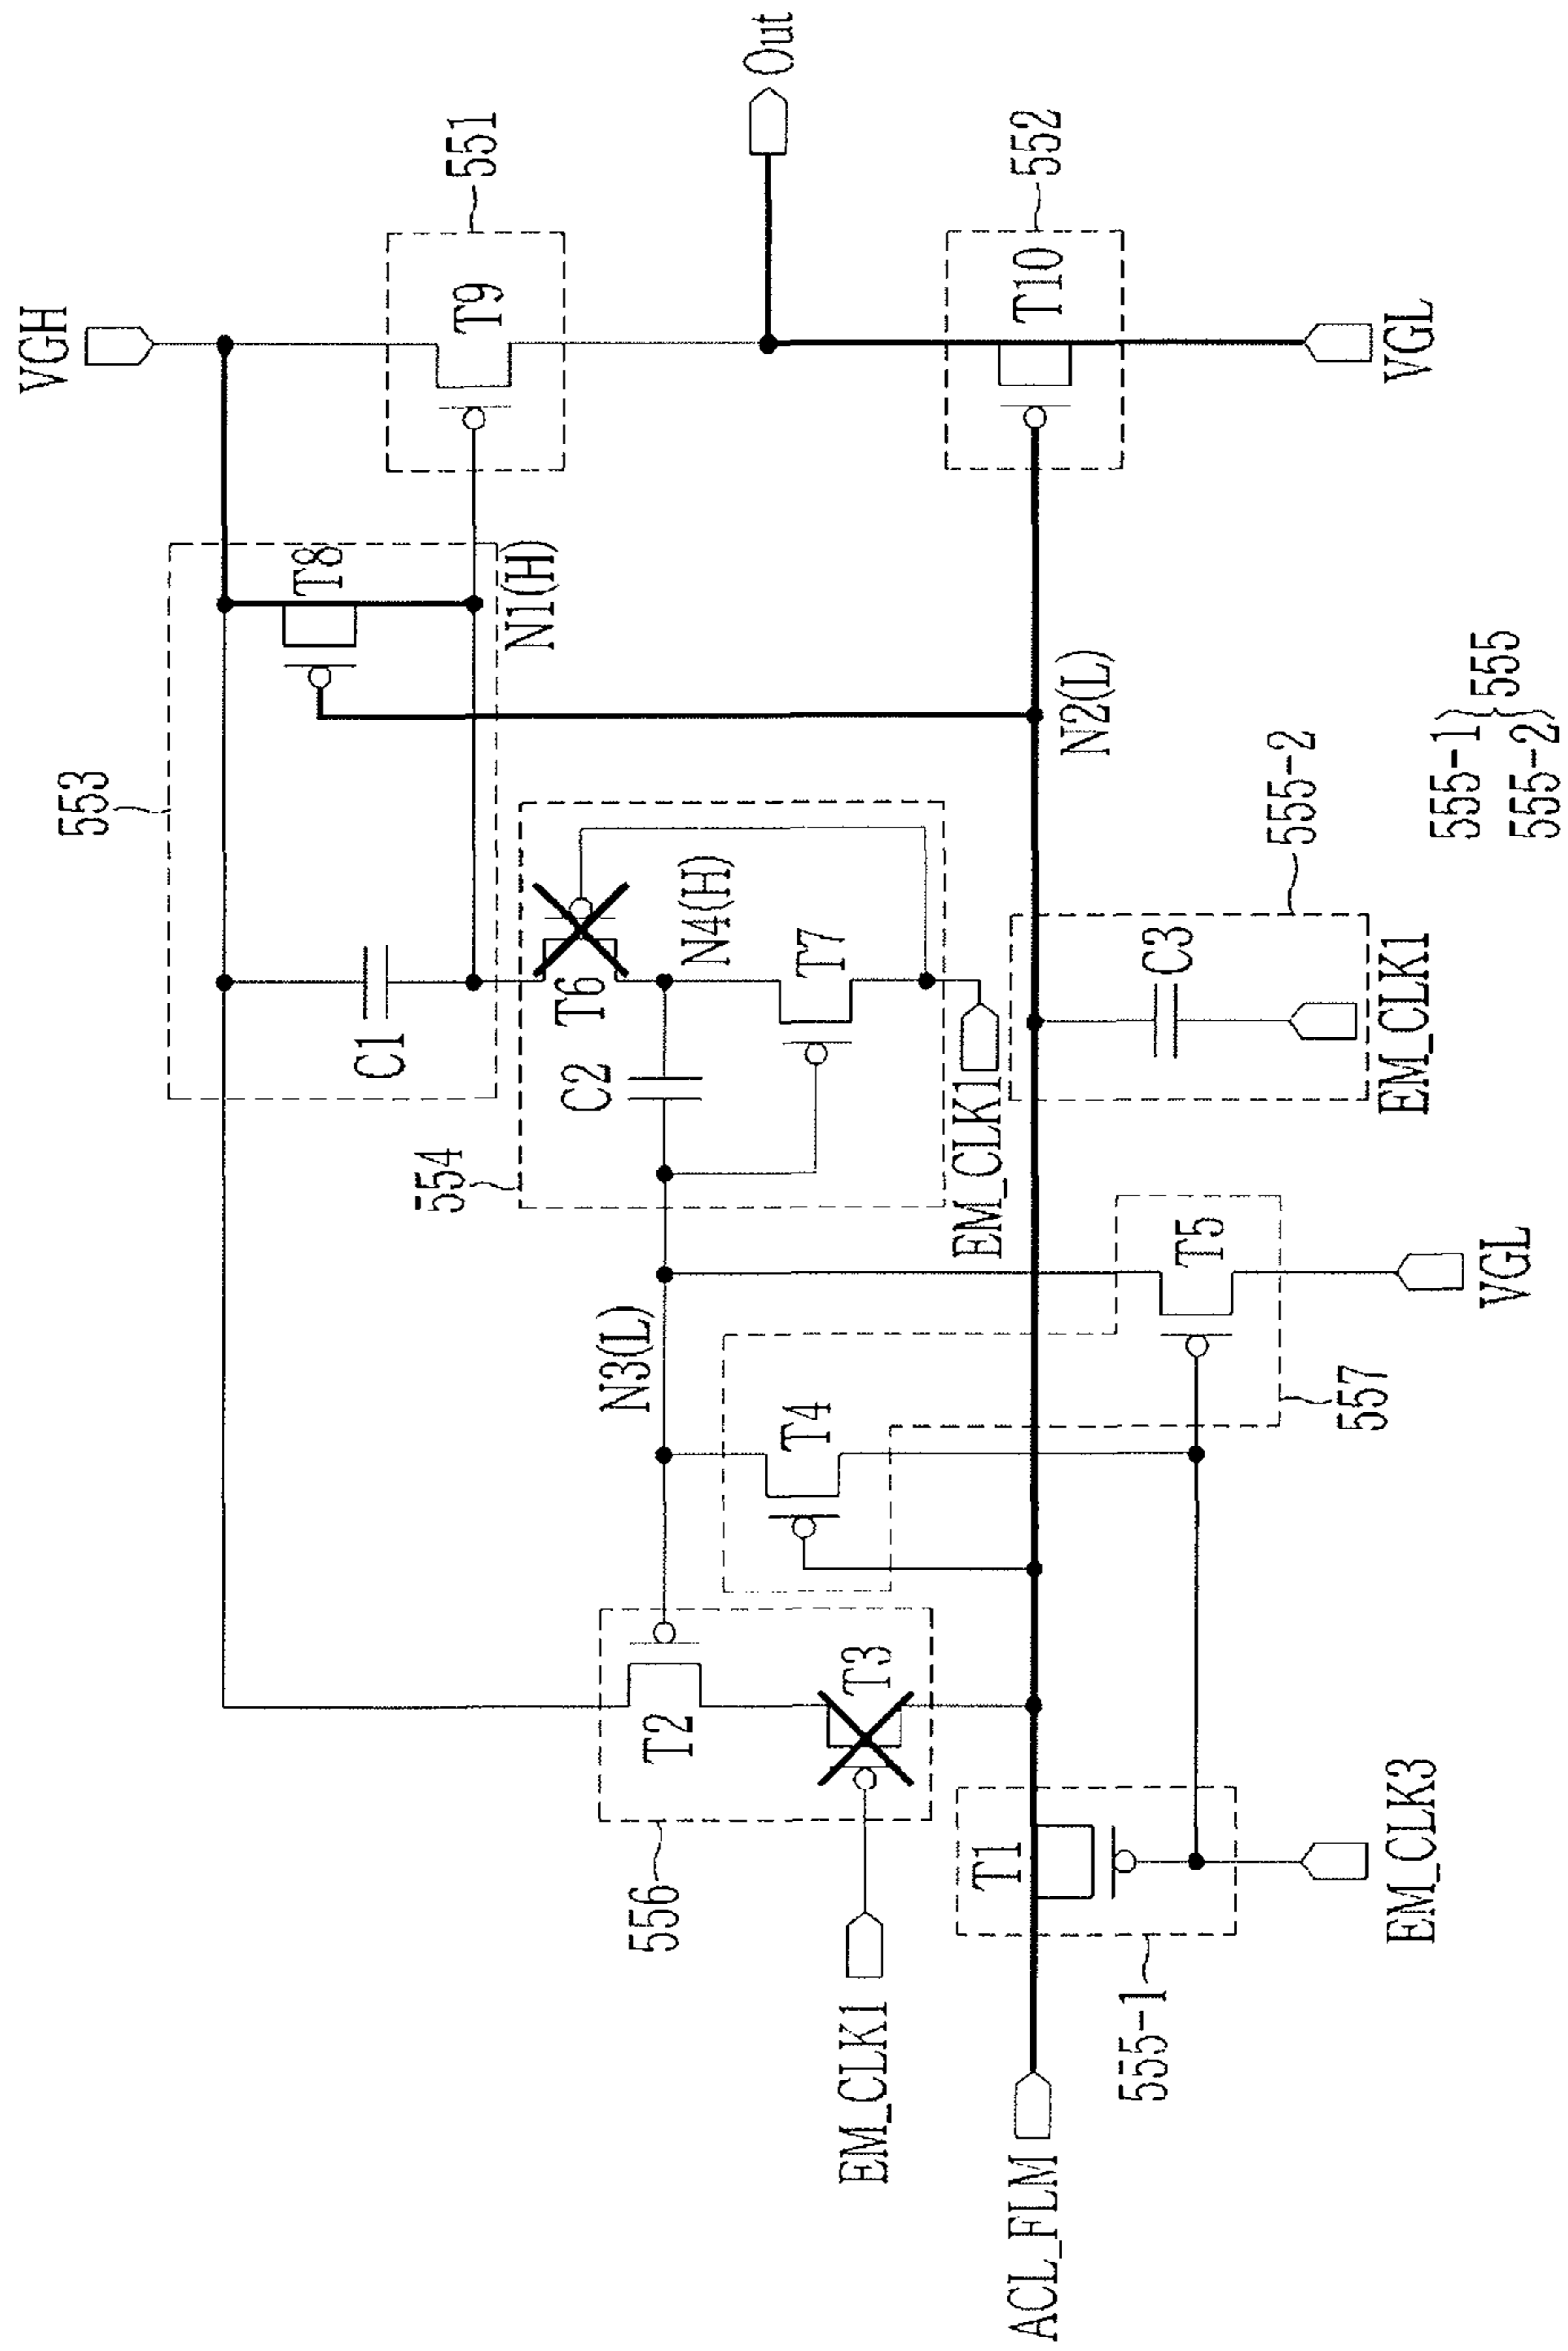 VGH
553
551
T8
T9
C1
N1(H)
Out
554
T6
C2
N4(H)
T7
EM_CLK1
N3(L)
556
T2
T3
EM_CLK1
T4
T5
557
VGL
N2(L)
552
T10
VGL
ACL_FLM
T1
555-1
EM_CLK3
C3
555-2
EM_CLK1
555-1
555-2
555